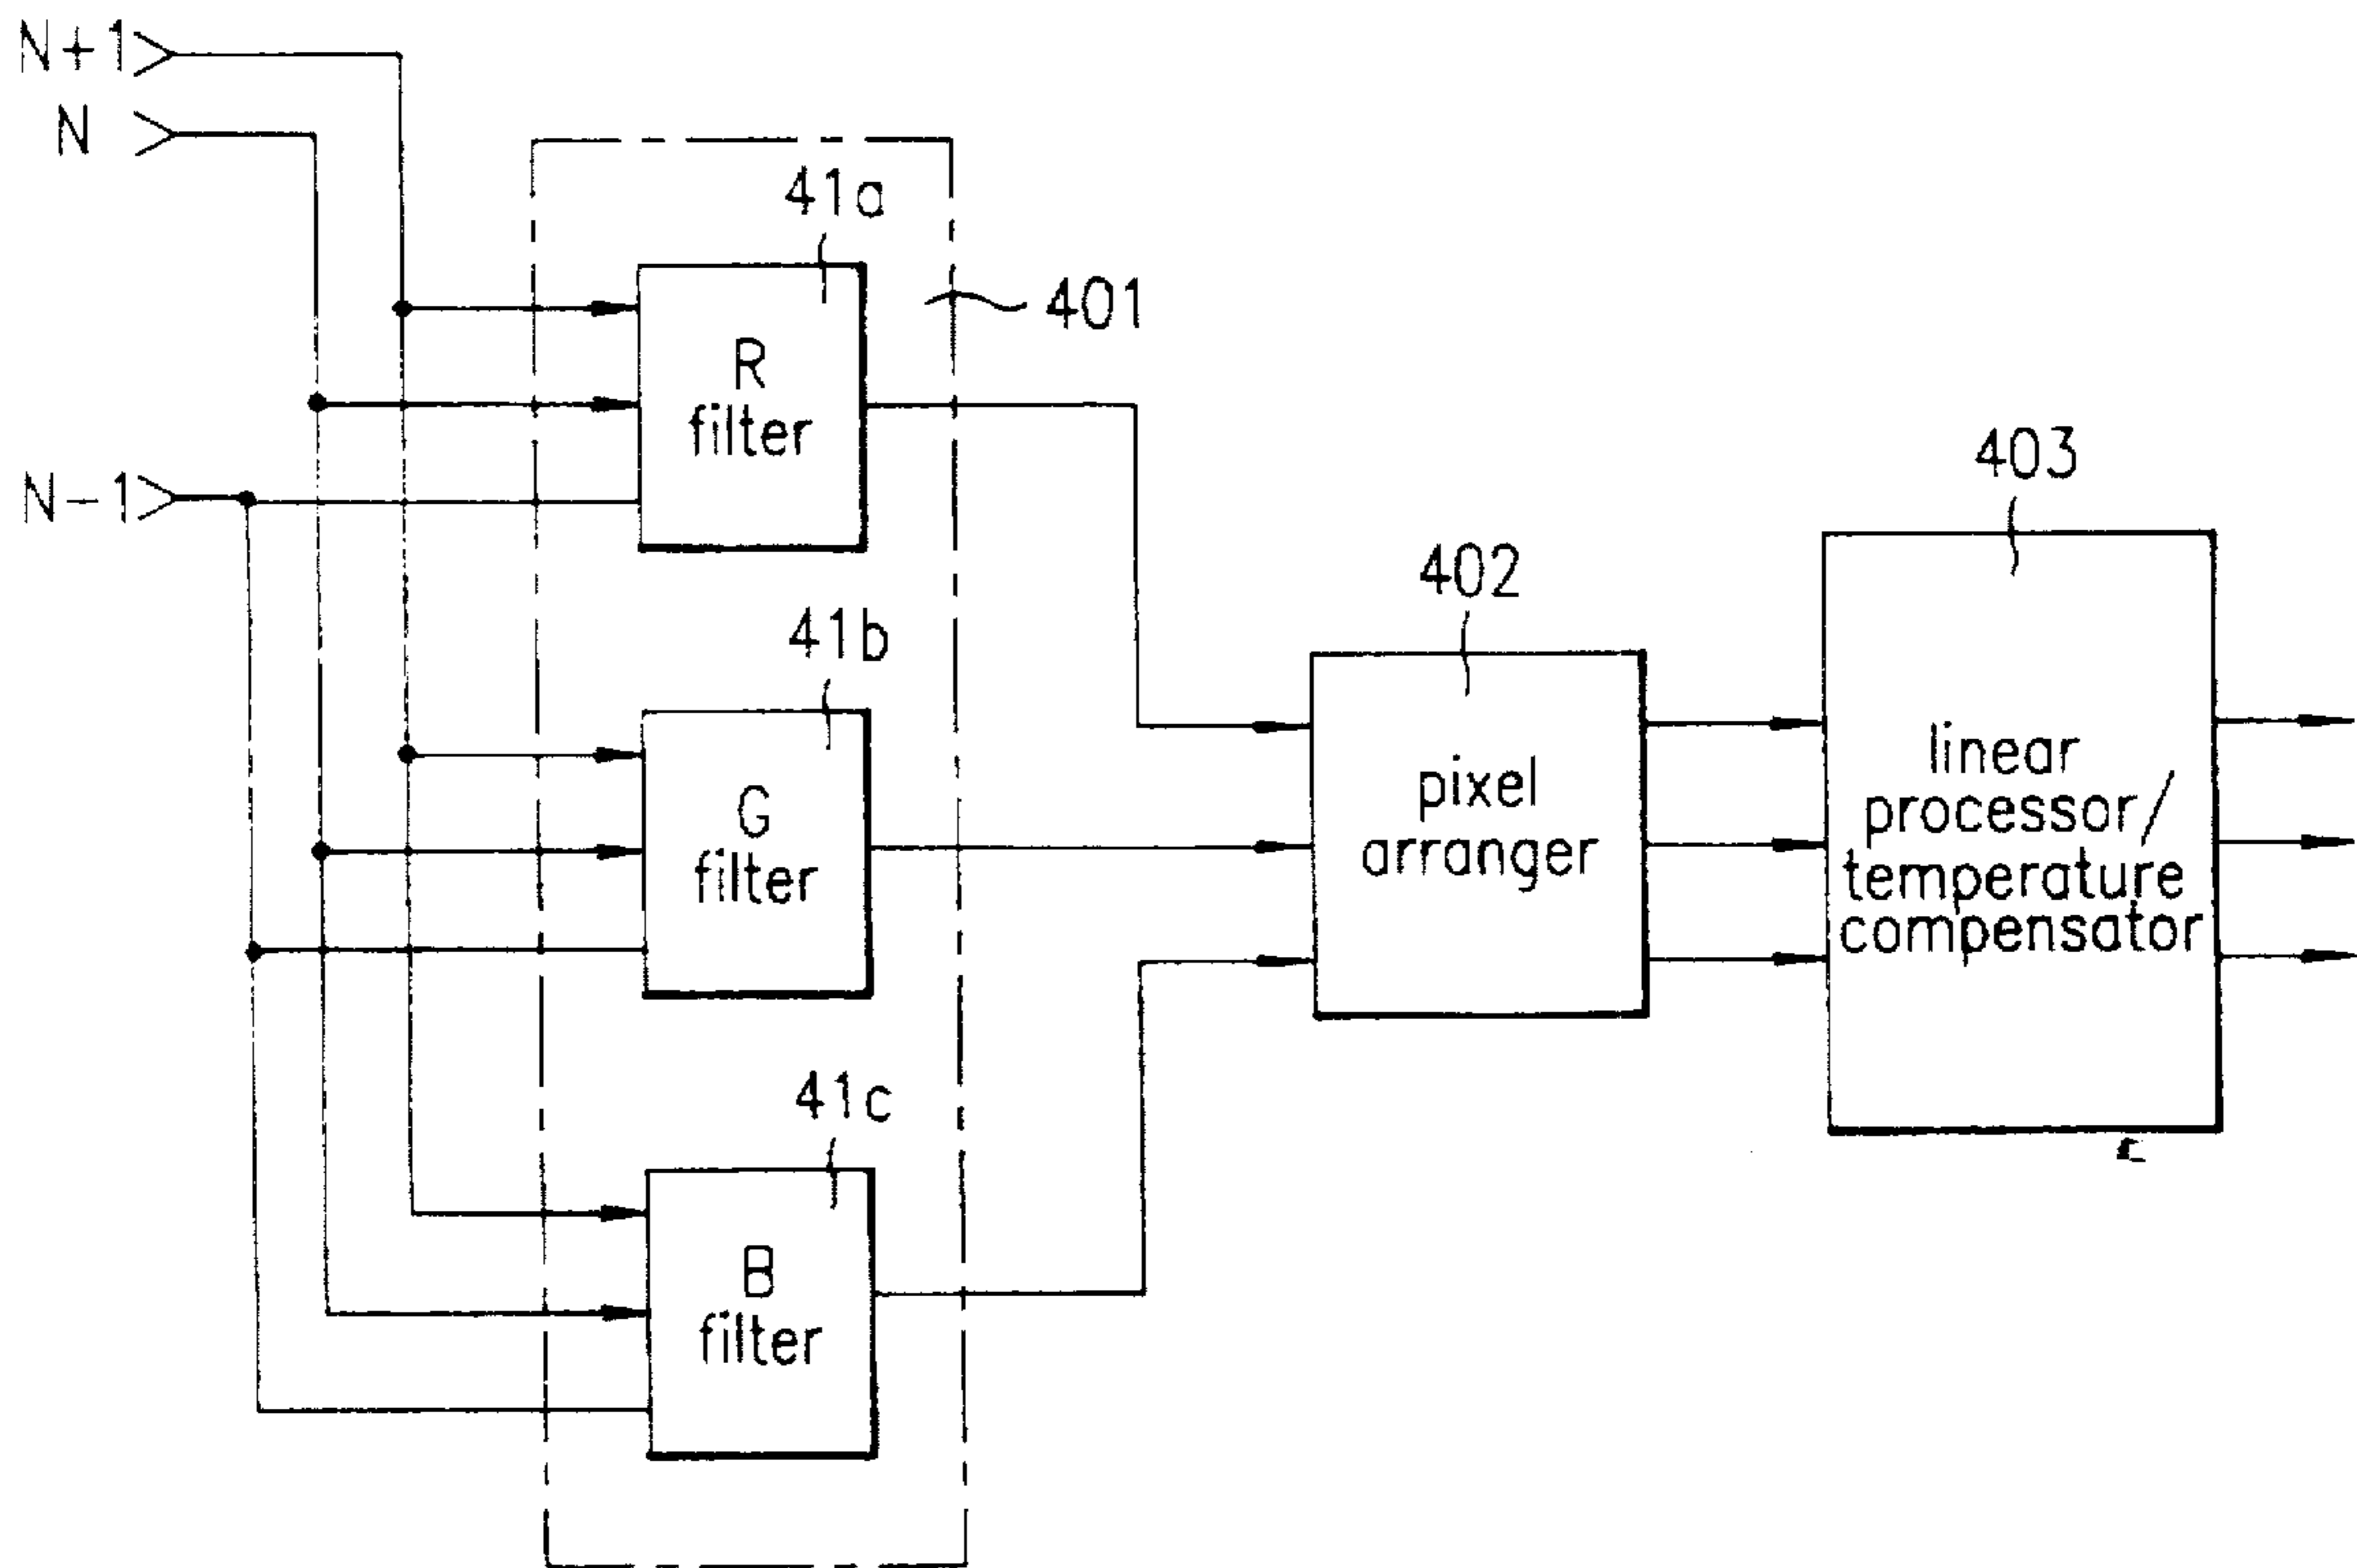 N+1
N
N-1
41a
R
filter
401
41b
G
filter
41c
B
filter
402
pixel
arranger
403
linear
processor/
temperature
compensator